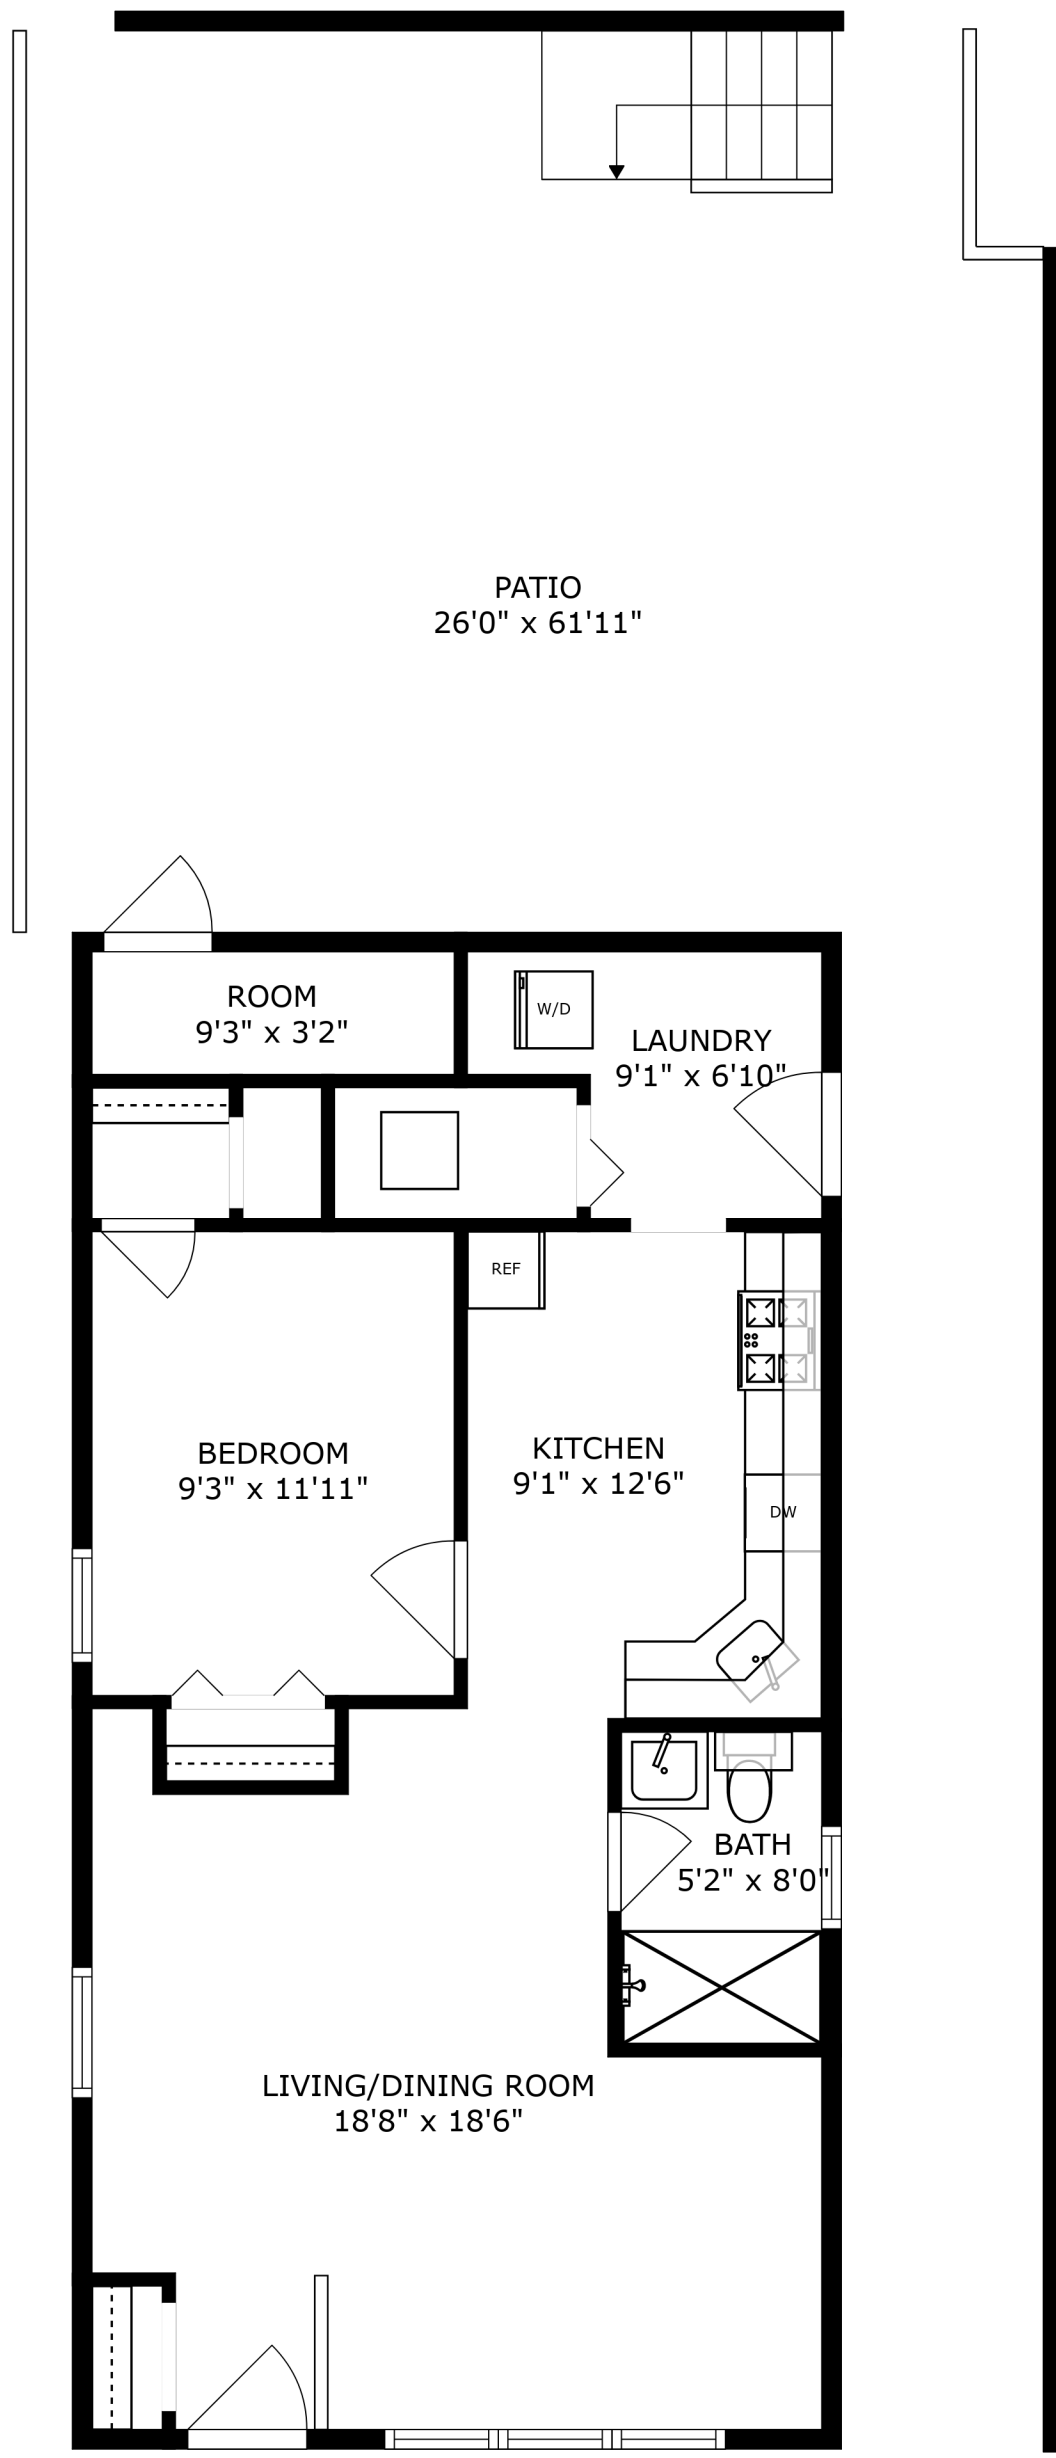 PATIO
26'0" x 61'11"
ROOM
9'3" x 3'2"
W/D
LAUNDRY
9'1" x 6'10"
REF
BEDROOM
9'3" x 11'11"
KITCHEN
9'1" x 12'6"
DW
BATH
5'2" x 8'0"
LIVING/DINING ROOM
18'8" x 18'6"